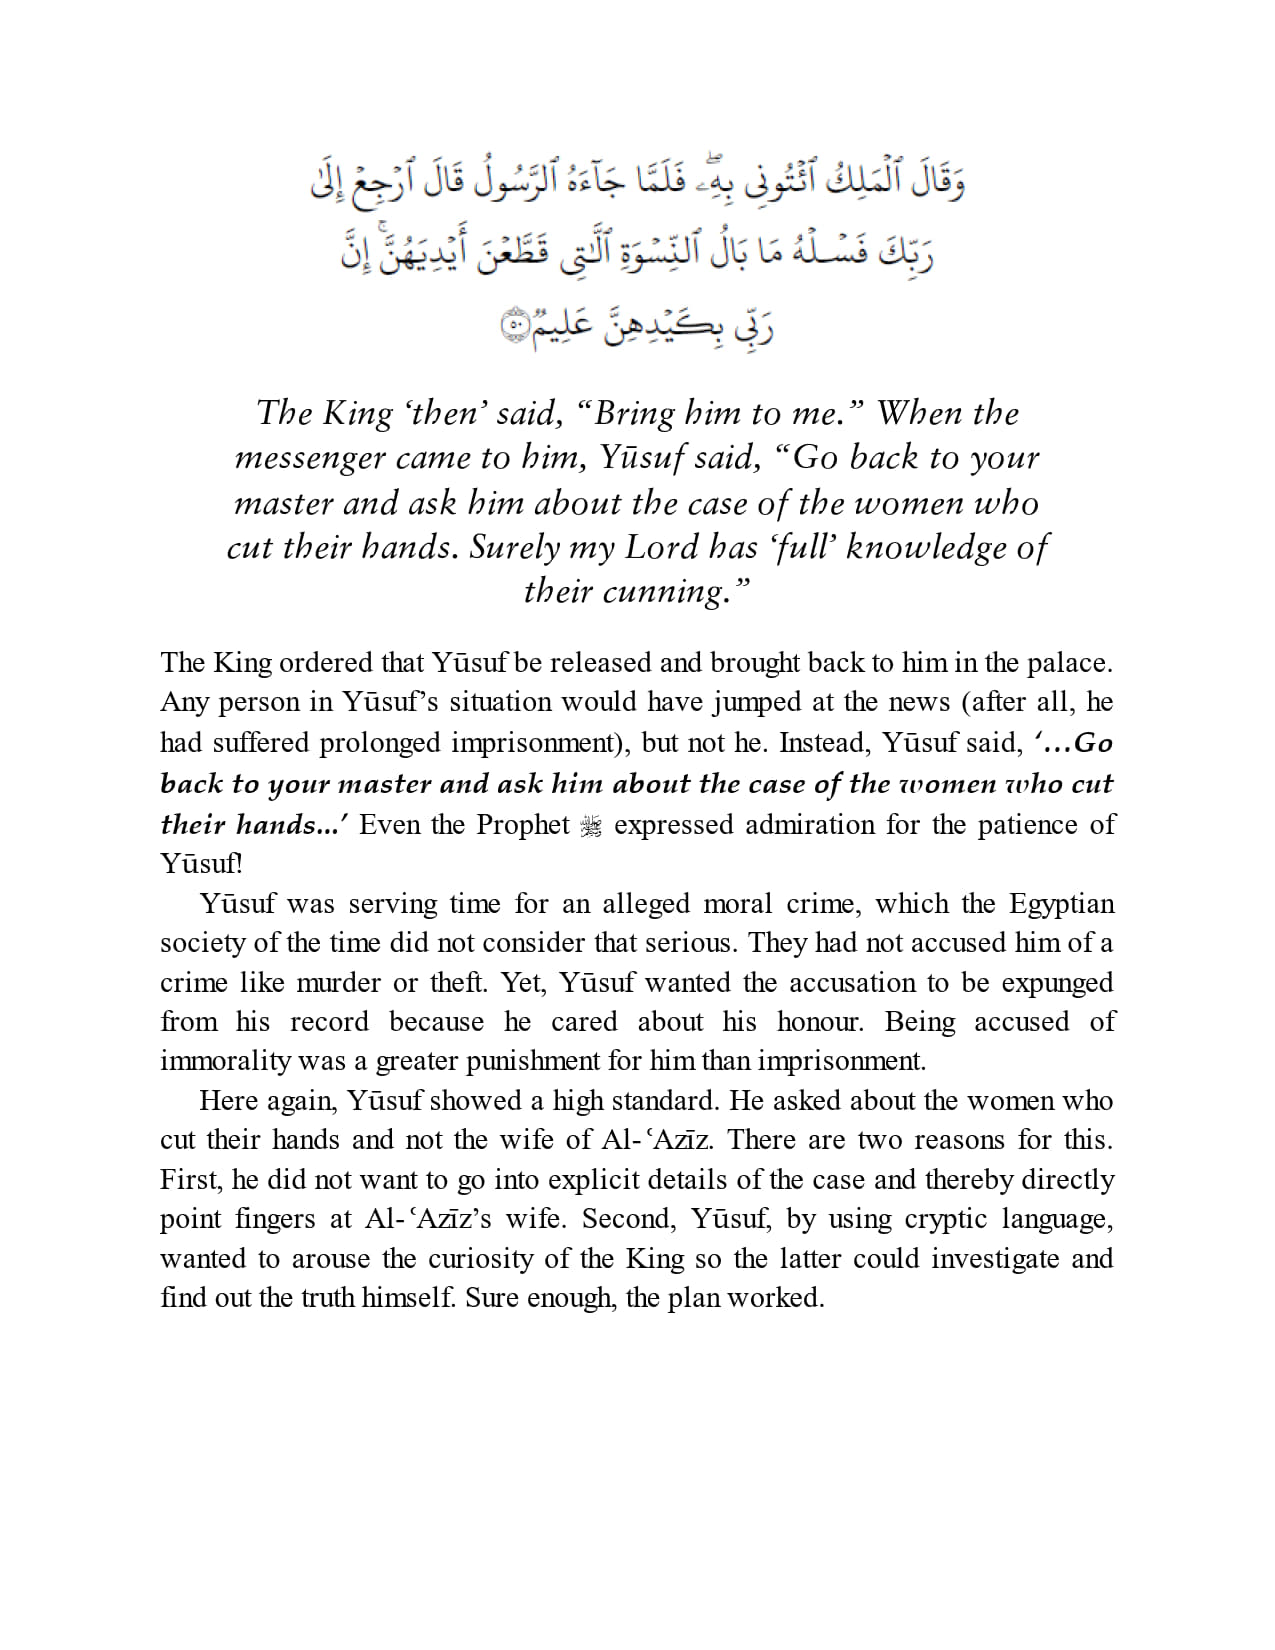 وَقَالَ ٱلْمَلِكُ ٱئْتُونِى بِهِۦ ۖ فَلَمَّا جَآءَهُ ٱلرَّسُولُ قَالَ ٱرْجِعْ إِلَىٰ
رَبِّكَ فَسْـَٔلْهُ مَا بَالُ ٱلنِّسْوَةِ ٱلَّـٰتِى قَطَّعْنَ أَيْدِيَهُنَّ ۚ إِنَّ
رَبِّى بِكَيْدِهِنَّ عَلِيمٌ ۝٥٠
The King ‘then’ said, “Bring him to me.” When the
messenger came to him, Yūsuf said, “Go back to your
master and ask him about the case of the women who
cut their hands. Surely my Lord has ‘full’ knowledge of
their cunning.”
The King ordered that Yūsuf be released and brought back to him in the palace.
Any person in Yūsuf’s situation would have jumped at the news (after all, he
had suffered prolonged imprisonment), but not he. Instead, Yūsuf said, ‘…Go
back to your master and ask him about the case of the women who cut
their hands...’ Even the Prophet ﷺ expressed admiration for the patience of
Yūsuf!
Yūsuf was serving time for an alleged moral crime, which the Egyptian
society of the time did not consider that serious. They had not accused him of a
crime like murder or theft. Yet, Yūsuf wanted the accusation to be expunged
from his record because he cared about his honour. Being accused of
immorality was a greater punishment for him than imprisonment.
Here again, Yūsuf showed a high standard. He asked about the women who
cut their hands and not the wife of Al-ʿAzīz. There are two reasons for this.
First, he did not want to go into explicit details of the case and thereby directly
point fingers at Al-ʿAzīz’s wife. Second, Yūsuf, by using cryptic language,
wanted to arouse the curiosity of the King so the latter could investigate and
find out the truth himself. Sure enough, the plan worked.